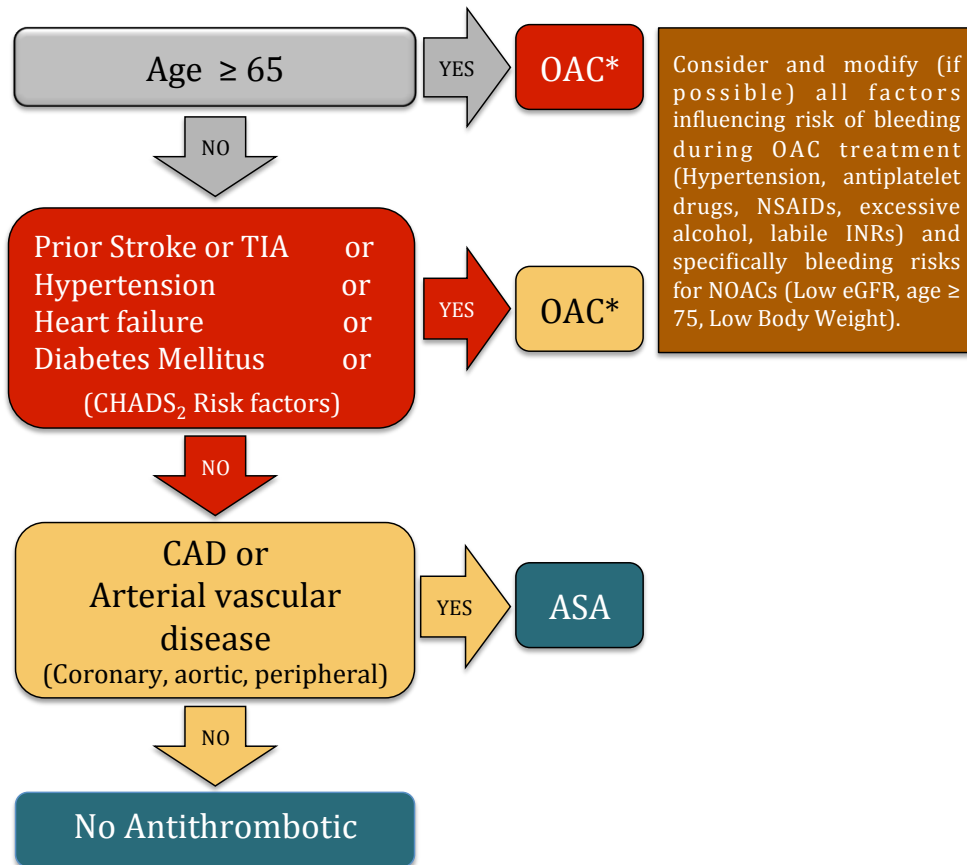 Age ≥ 65
YES
OAC*
Consider and modify (if
possible) all factors
influencing risk of bleeding
during OAC treatment
(Hypertension, antiplatelet
drugs, NSAIDs, excessive
alcohol, labile INRs) and
specifically bleeding risks
for NOACs (Low eGFR, age ≥
75, Low Body Weight).
NO
Prior Stroke or TIA or
Hypertension or
Heart failure or
Diabetes Mellitus or
(CHADS₂ Risk factors)
YES
OAC*
NO
CAD or
Arterial vascular
disease
(Coronary, aortic, peripheral)
YES
ASA
NO
No Antithrombotic